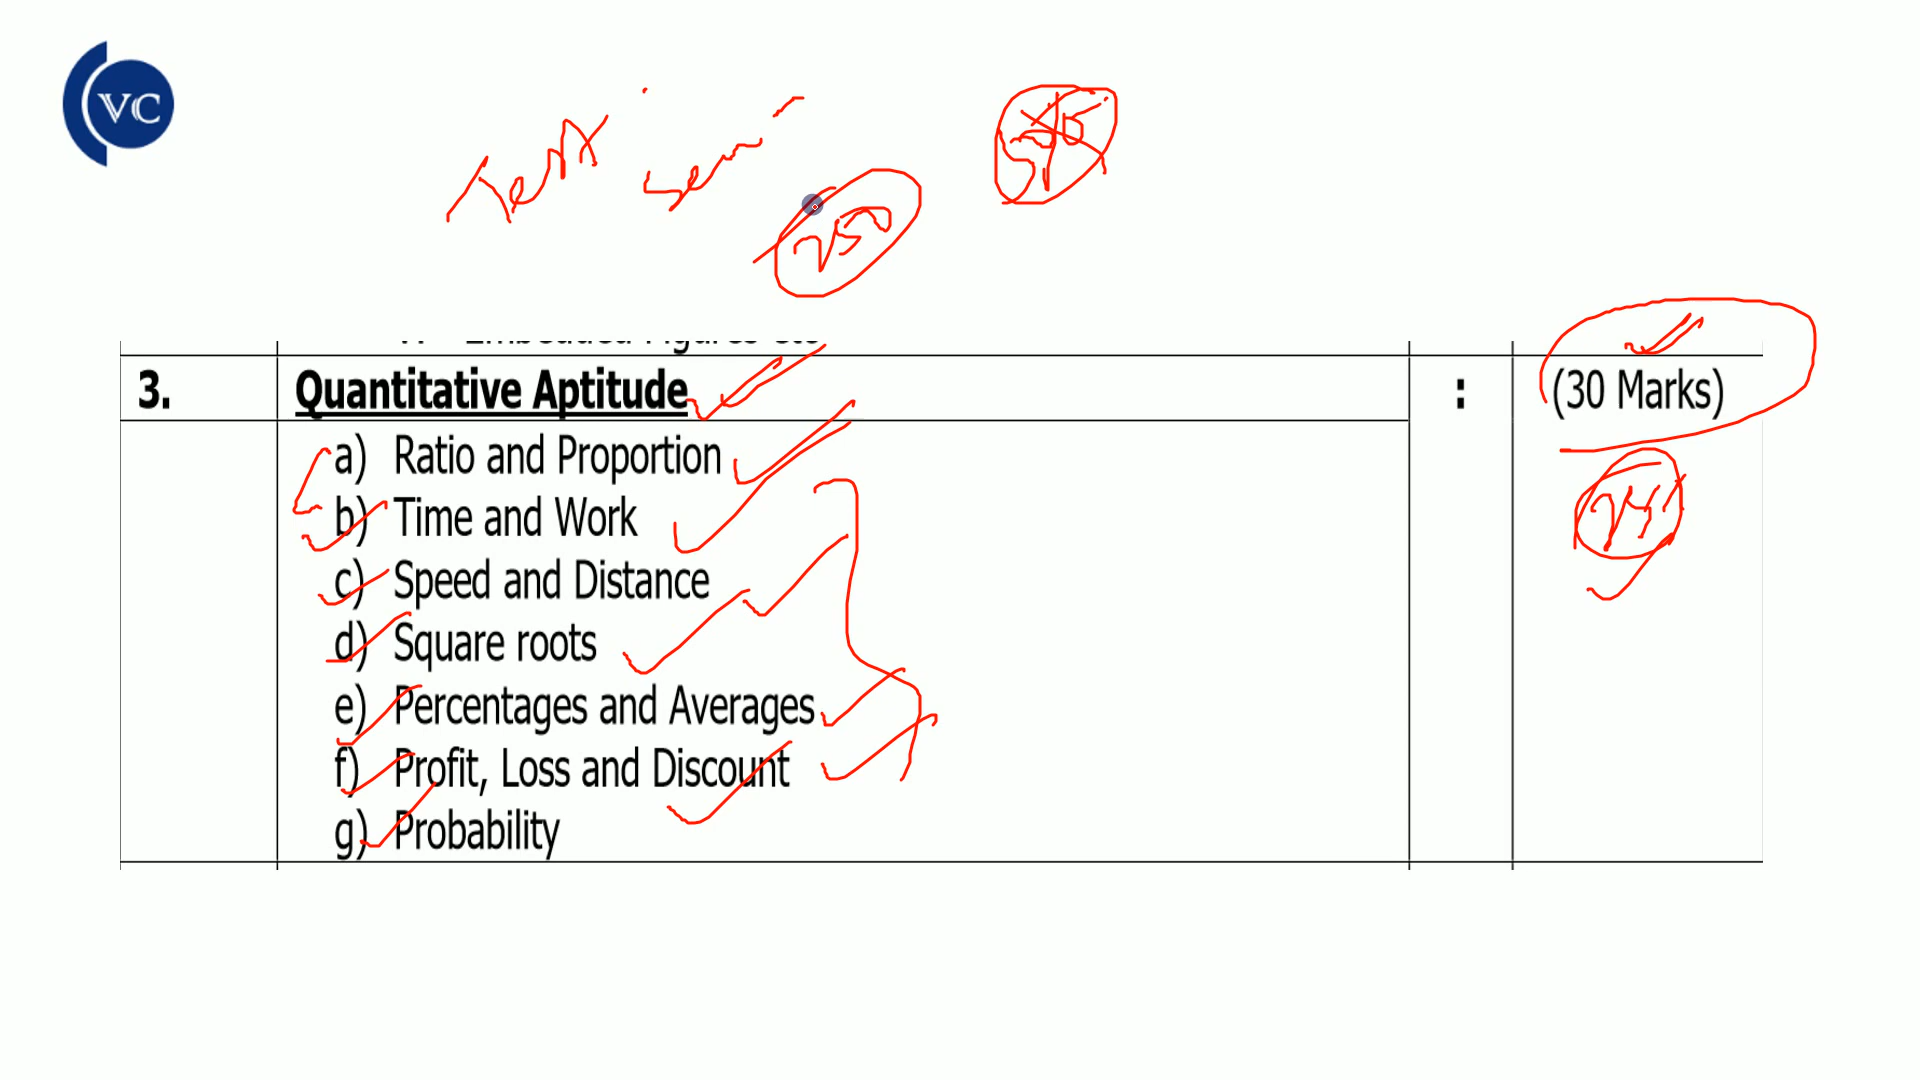 VC
Test
3. Quantitative Aptitude : (30 Marks)
a) Ratio and Proportion
b) Time and Work
c) Speed and Distance
d) Square roots
e) Percentages and Averages
f) Profit, Loss and Discount
g) Probability